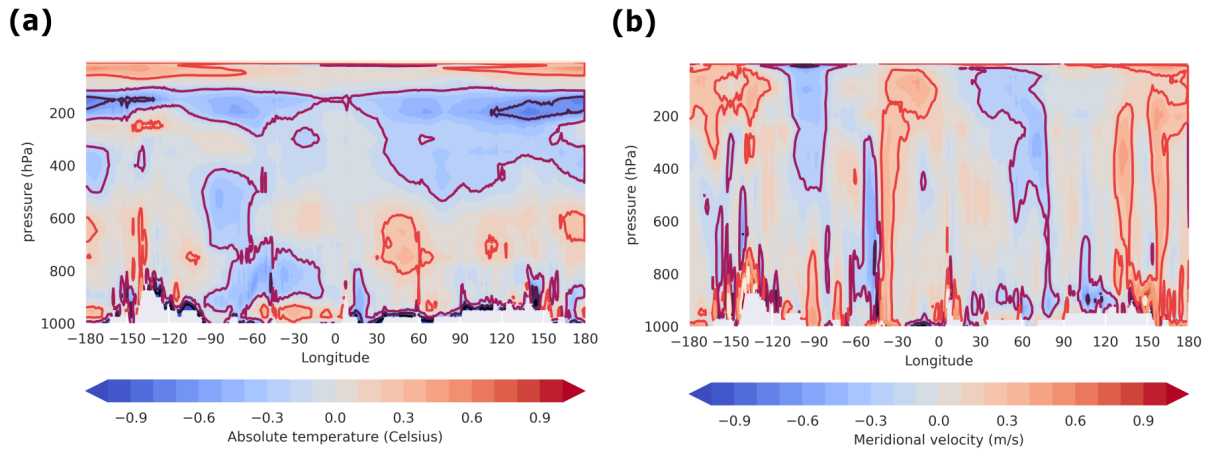 (a)
(b)
200
400
600
800
1000
pressure (hPa)
−180 −150 −120 −90 −60 −30 0 30 60 90 120 150 180
Longitude
−0.9 −0.6 −0.3 0.0 0.3 0.6 0.9
Absolute temperature (Celsius)
200
400
600
800
1000
pressure (hPa)
−180 −150 −120 −90 −60 −30 0 30 60 90 120 150 180
Longitude
−0.9 −0.6 −0.3 0.0 0.3 0.6 0.9
Meridional velocity (m/s)